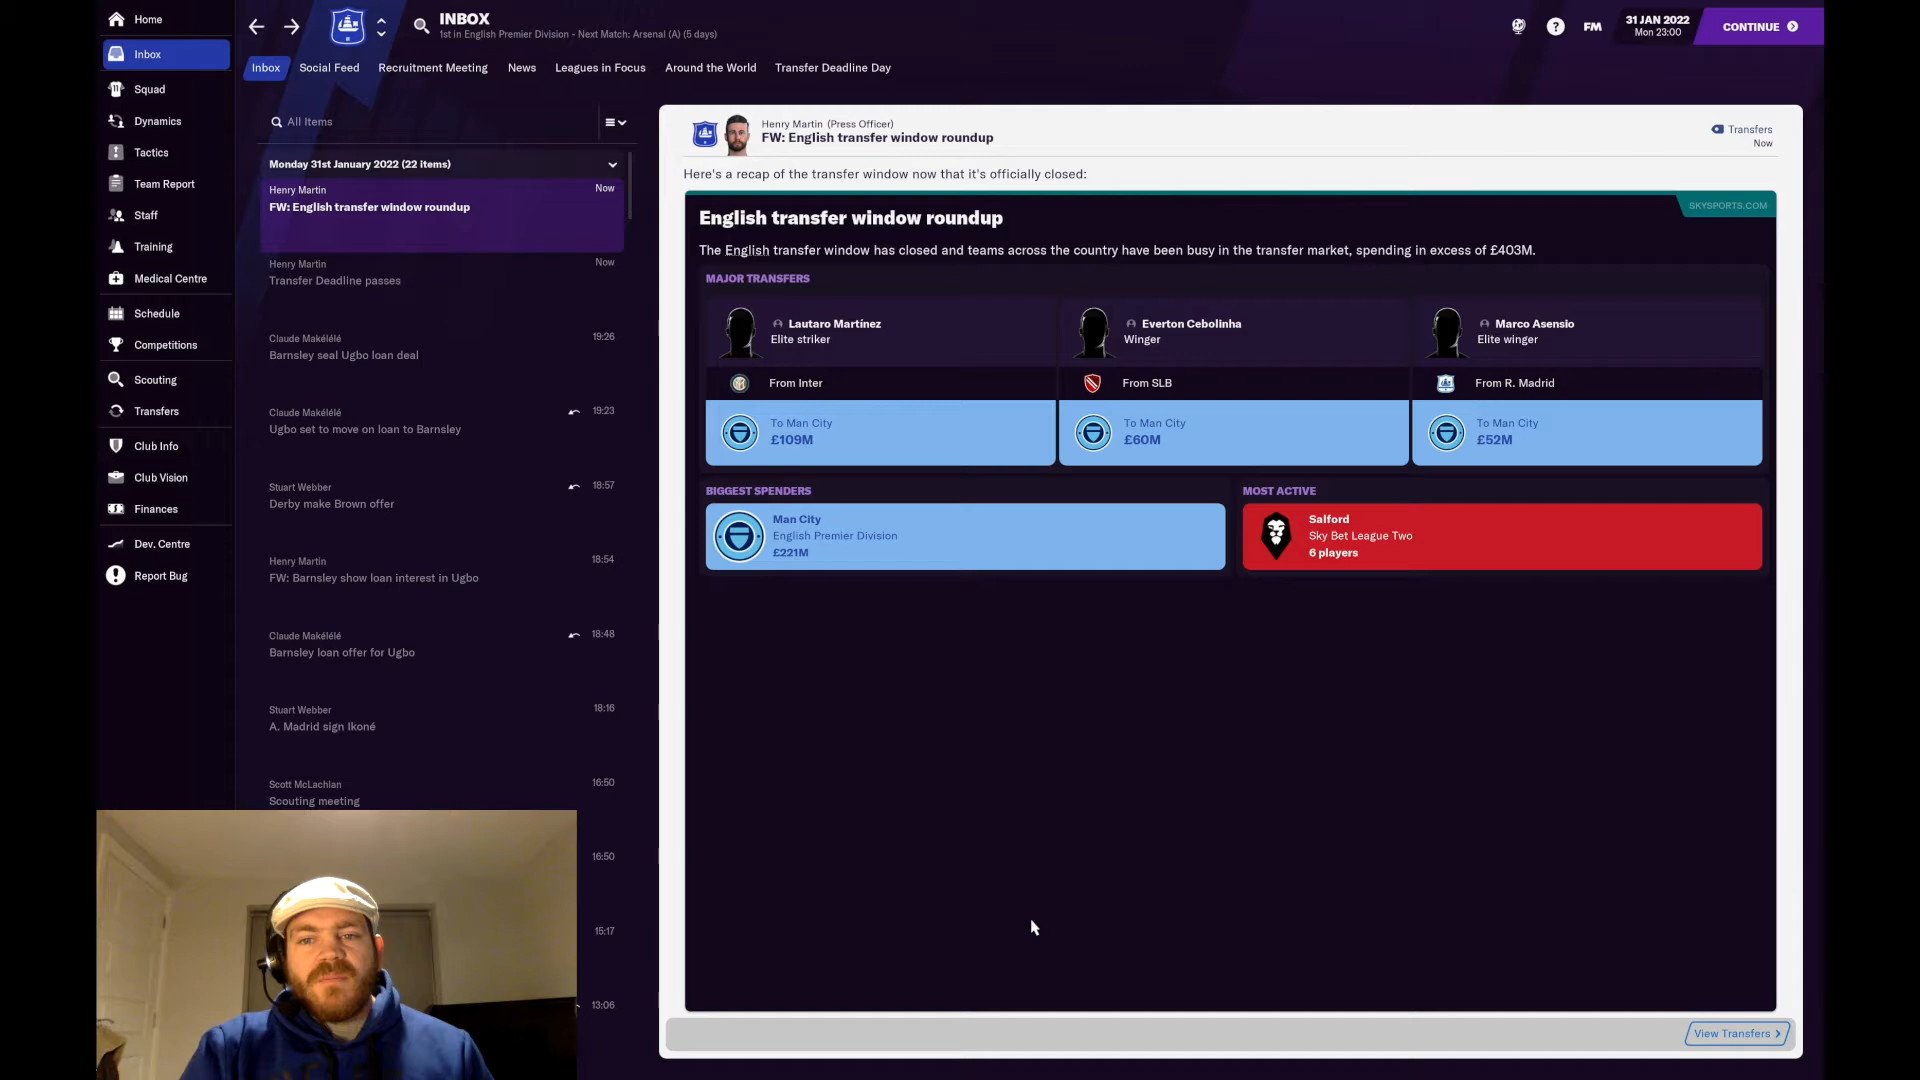 Home
Inbox
Squad
Dynamics
Tactics
Team Report
Staff
Training
Medical Centre
Schedule
Competitions
Scouting
Transfers
Club Info
Club Vision
Finances
Dev. Centre
Report Bug
INBOX
1st in English Premier Division - Next Match: Arsenal (A) (5 days)
?
FM
31 JAN 2022
Mon 23:00
CONTINUE
Inbox Social Feed Recruitment Meeting News Leagues in Focus Around the World Transfer Deadline Day
All Items
Monday 31st January 2022 (22 items)
Henry Martin Now
FW: English transfer window roundup
Henry Martin Now
Transfer Deadline passes
Claude Makélélé 19:26
Barnsley seal Ugbo loan deal
Claude Makélélé 19:23
Ugbo set to move on loan to Barnsley
Stuart Webber 18:57
Derby make Brown offer
Henry Martin 18:54
FW: Barnsley show loan interest in Ugbo
Claude Makélélé 18:48
Barnsley loan offer for Ugbo
Stuart Webber 18:16
A. Madrid sign Ikoné
Scott McLachlan 16:50
Scouting meeting
16:50
15:17
13:06
Henry Martin (Press Officer)
FW: English transfer window roundup
Transfers
Now
Here's a recap of the transfer window now that it's officially closed:
SKYSPORTS.COM
English transfer window roundup
The English transfer window has closed and teams across the country have been busy in the transfer market, spending in excess of £403M.
MAJOR TRANSFERS
Lautaro Martínez
Elite striker
From Inter
To Man City
£109M
Everton Cebolinha
Winger
From SLB
To Man City
£60M
Marco Asensio
Elite winger
From R. Madrid
To Man City
£52M
BIGGEST SPENDERS
Man City
English Premier Division
£221M
MOST ACTIVE
Salford
Sky Bet League Two
6 players
View Transfers